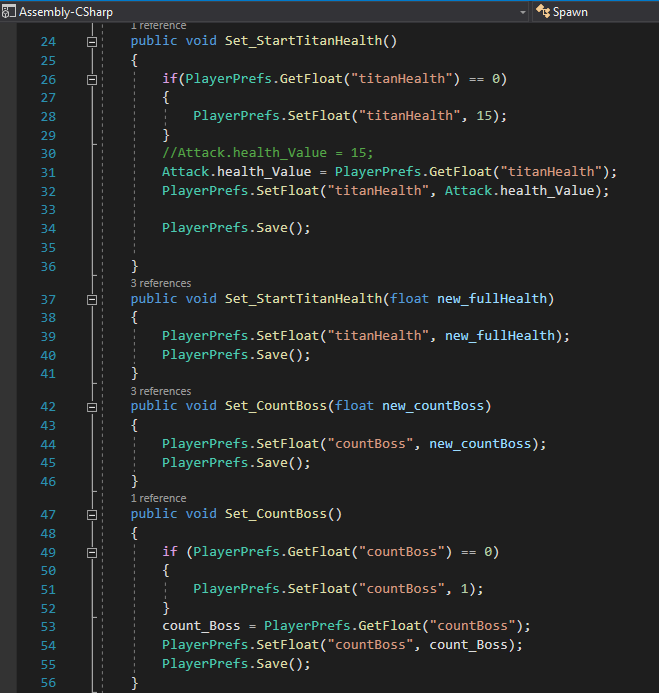 Assembly-CSharp
Spawn
1 reference
24 public void Set_StartTitanHealth()
25 {
26 if(PlayerPrefs.GetFloat("titanHealth") == 0)
27 {
28 PlayerPrefs.SetFloat("titanHealth", 15);
29 }
30 //Attack.health_Value = 15;
31 Attack.health_Value = PlayerPrefs.GetFloat("titanHealth");
32 PlayerPrefs.SetFloat("titanHealth", Attack.health_Value);
33
34 PlayerPrefs.Save();
35
36 }
3 references
37 public void Set_StartTitanHealth(float new_fullHealth)
38 {
39 PlayerPrefs.SetFloat("titanHealth", new_fullHealth);
40 PlayerPrefs.Save();
41 }
3 references
42 public void Set_CountBoss(float new_countBoss)
43 {
44 PlayerPrefs.SetFloat("countBoss", new_countBoss);
45 PlayerPrefs.Save();
46 }
1 reference
47 public void Set_CountBoss()
48 {
49 if (PlayerPrefs.GetFloat("countBoss") == 0)
50 {
51 PlayerPrefs.SetFloat("countBoss", 1);
52 }
53 count_Boss = PlayerPrefs.GetFloat("countBoss");
54 PlayerPrefs.SetFloat("countBoss", count_Boss);
55 PlayerPrefs.Save();
56 }